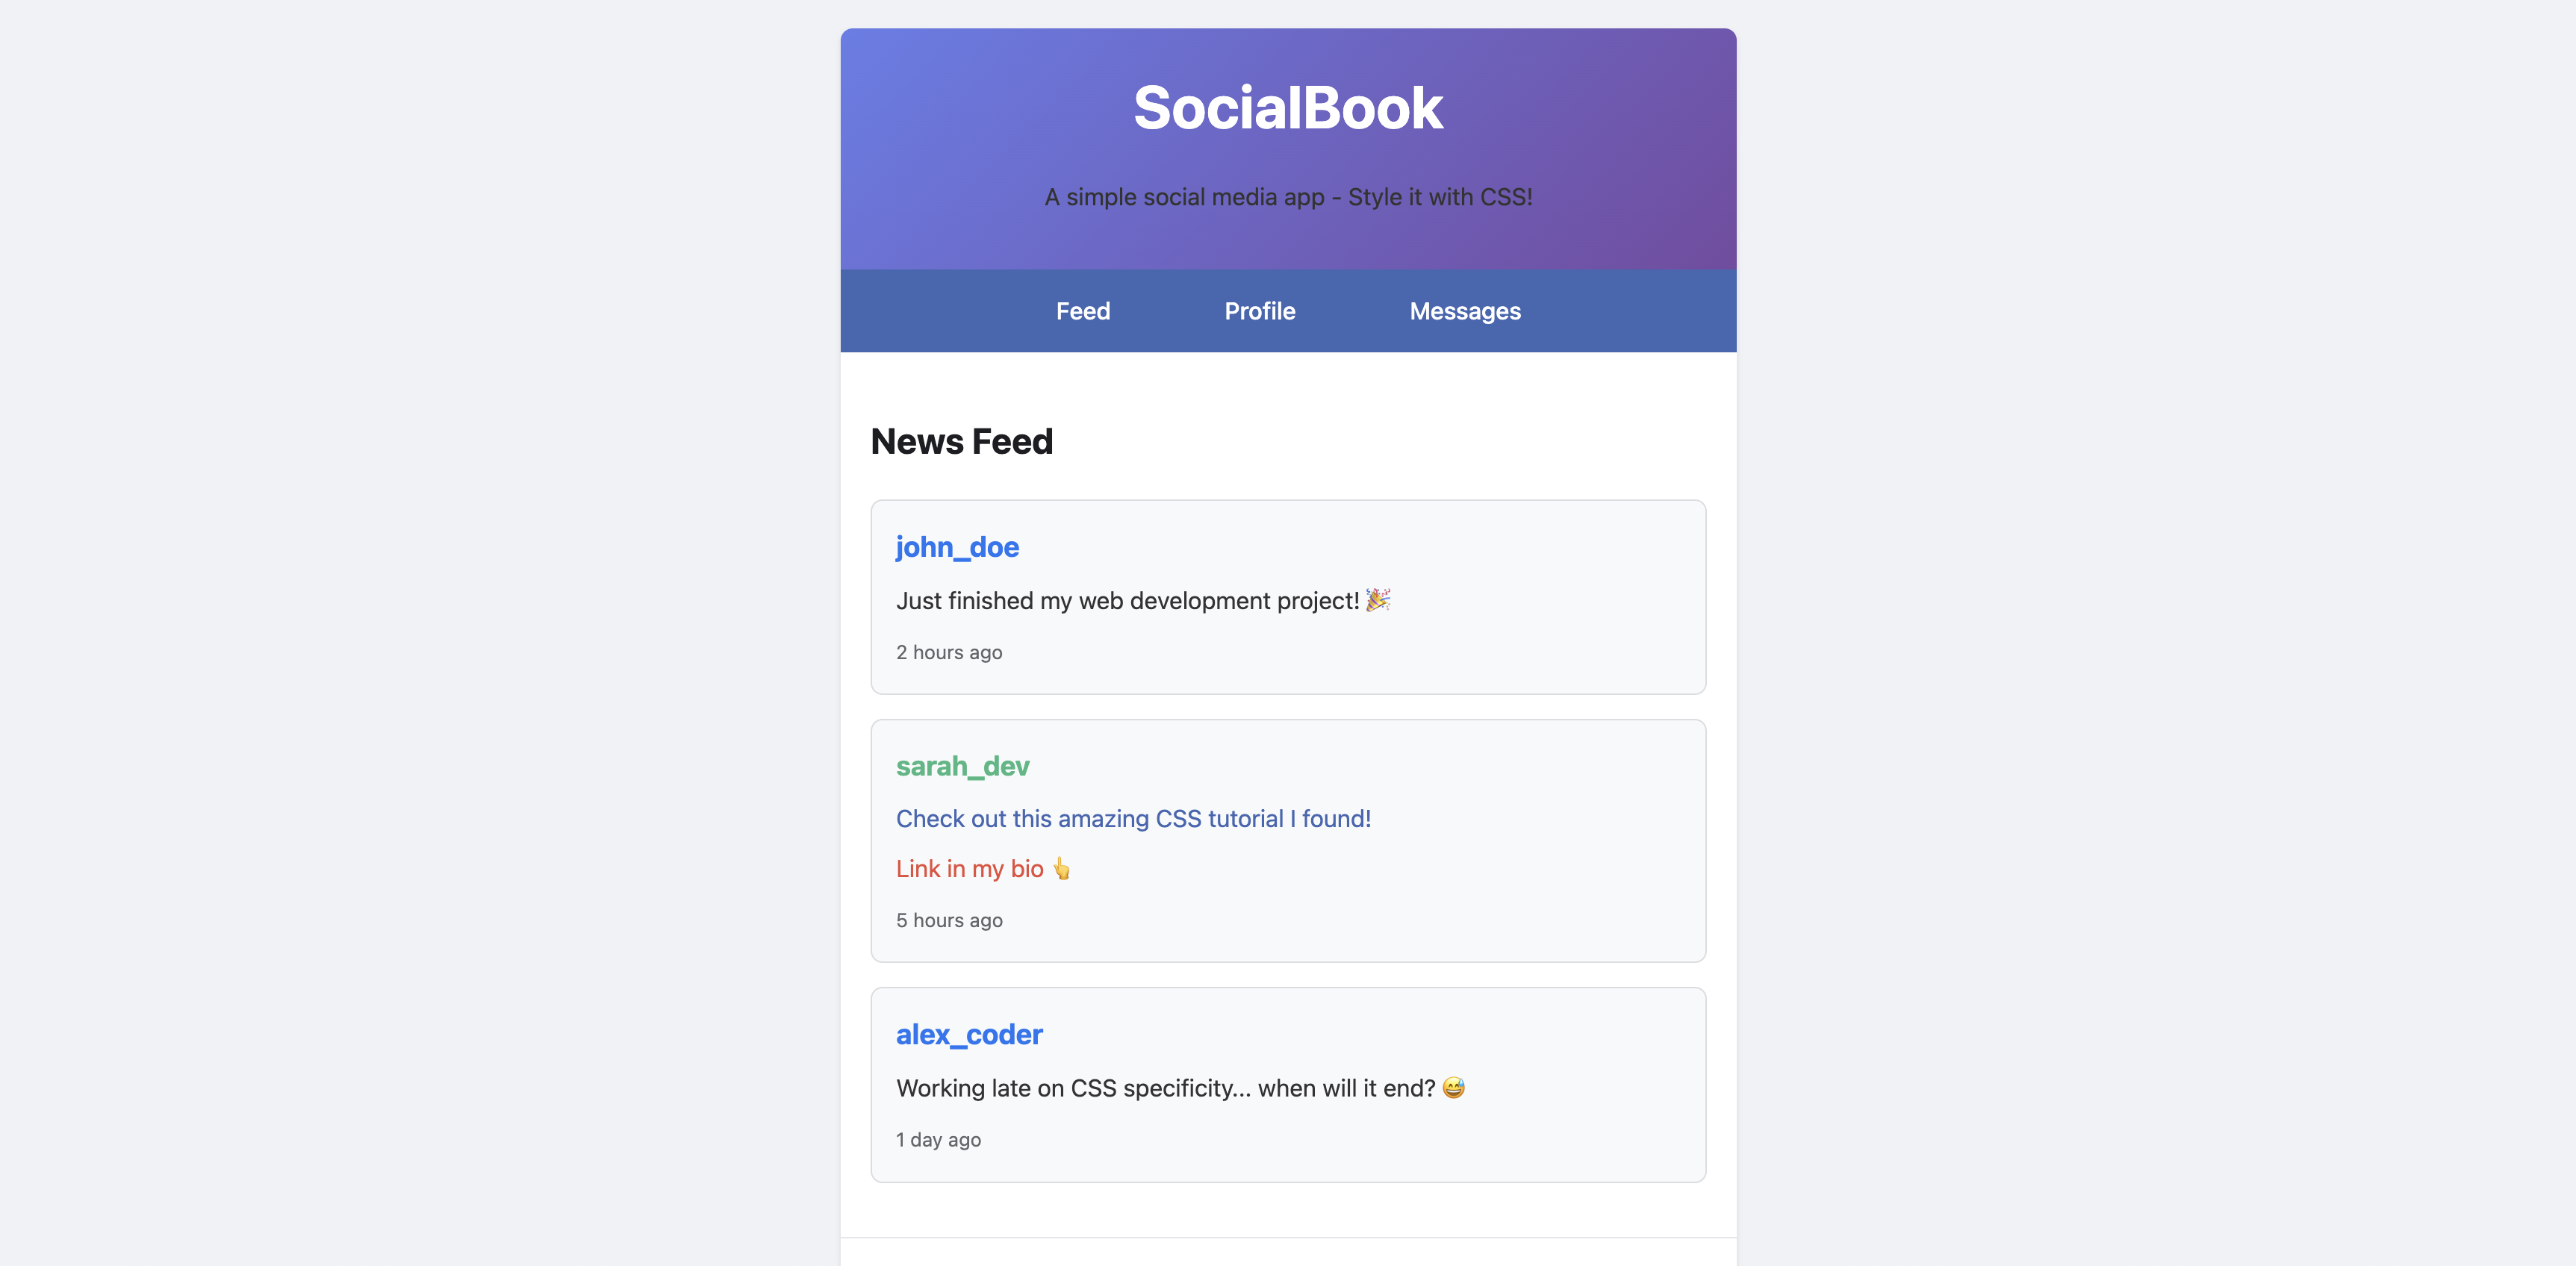 SocialBook
A simple social media app - Style it with CSS!
Feed Profile Messages
News Feed
john_doe
Just finished my web development project! 🎉
2 hours ago
sarah_dev
Check out this amazing CSS tutorial I found!
Link in my bio 👆
5 hours ago
alex_coder
Working late on CSS specificity... when will it end? 😅
1 day ago